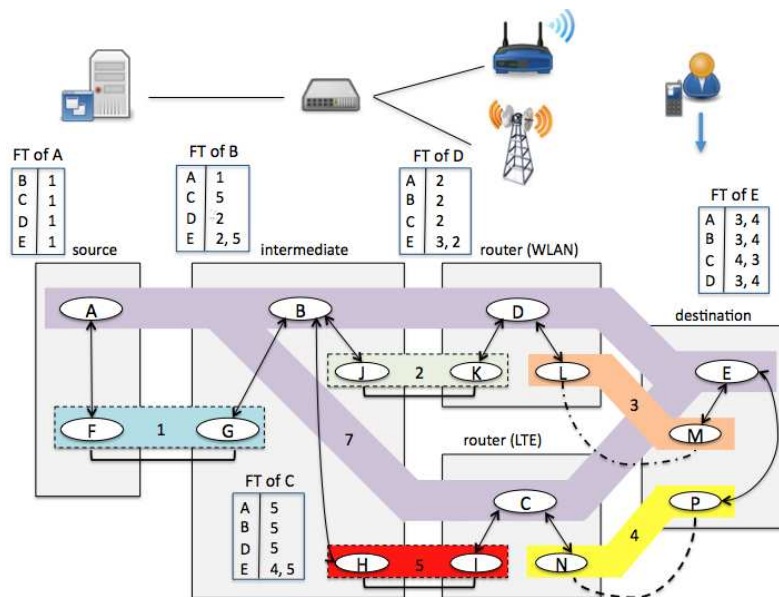 FT of A
B 1
C 1
D 1
E 1
FT of B
A 1
C 5
D 2
E 2, 5
FT of D
A 2
B 2
C 2
E 3, 2
FT of E
A 3, 4
B 3, 4
C 4, 3
D 3, 4
source
intermediate
router (WLAN)
destination
A
B
D
E
J
2
K
L
3
M
F
1
G
7
router (LTE)
FT of C
A 5
B 5
D 5
E 4, 5
C
P
4
H
5
I
N